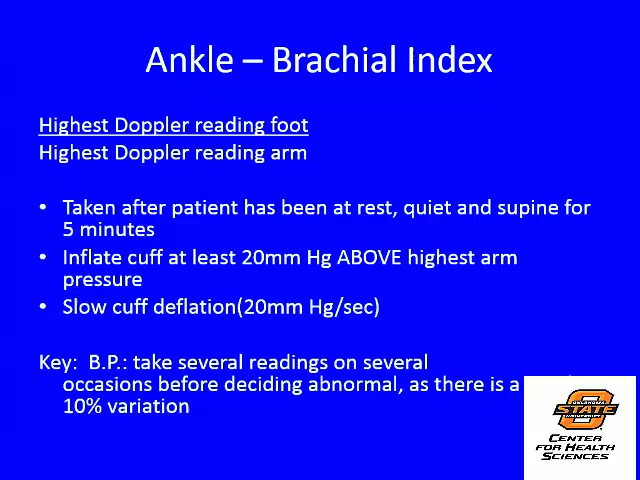 Ankle – Brachial Index
Highest Doppler reading foot
Highest Doppler reading arm
• Taken after patient has been at rest, quiet and supine for
5 minutes
• Inflate cuff at least 20mm Hg ABOVE highest arm
pressure
• Slow cuff deflation(20mm Hg/sec)
Key: B.P.: take several readings on several
occasions before deciding abnormal, as there is a
10% variation
OKLAHOMA
STATE
UNIVERSITY
CENTER
FOR HEALTH
SCIENCES